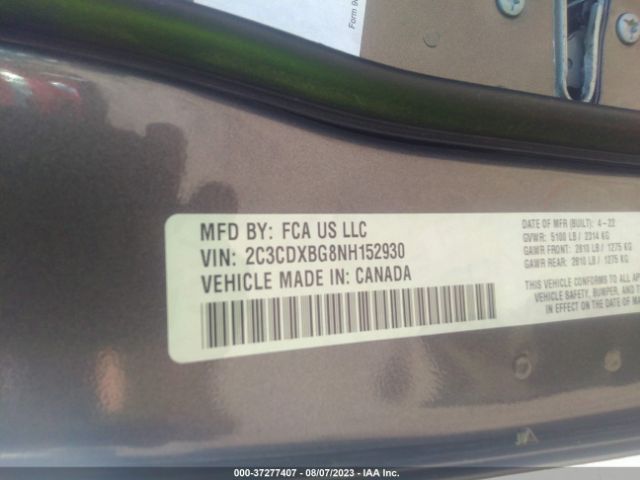 Form 9
MFD BY: FCA US LLC
VIN: 2C3CDXBG8NH152930
VEHICLE MADE IN: CANADA
DATE OF MFR (BUILT): 4-22
GVWR: 5100 LB / 2314 KG
GAWR FRONT: 2810 LB / 1275 KG
GAWR REAR: 2810 LB / 1275 KG
THIS VEHICLE CONFORMS TO ALL AP
VEHICLE SAFETY, BUMPER, AND T
IN EFFECT ON THE DATE OF M
000-37277407 - 08/07/2023 - IAA Inc.